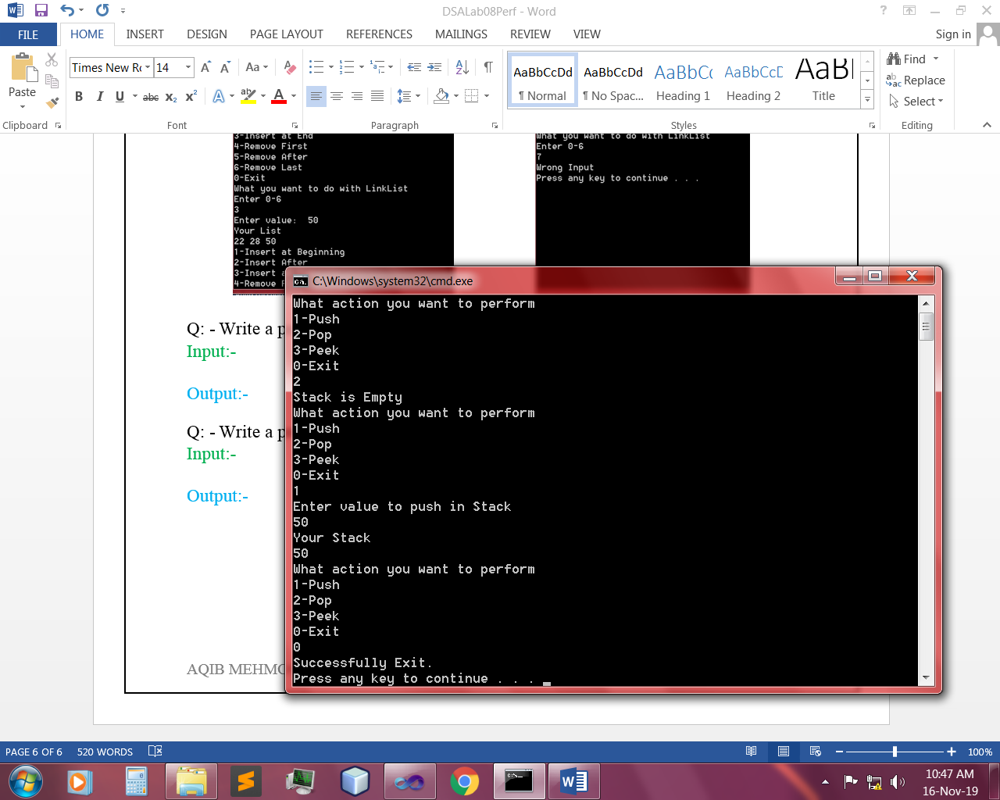 DSALab08Perf - Word
FILE HOME INSERT DESIGN PAGE LAYOUT REFERENCES MAILINGS REVIEW VIEW Sign in
Paste
Clipboard
Times New Ro 14
Font
Paragraph
AaBbCcDd AaBbCcDd AaBbCc AaBbCcD AaBl
¶ Normal ¶ No Spac... Heading 1 Heading 2 Title
Styles
Find
Replace
Select
Editing
3-Insert at End
4-Remove First
5-Remove After
6-Remove Last
0-Exit
What you want to do with LinkList
Enter 0-6
3
Enter value: 50
Your List
22 28 50
1-Insert at Beginning
2-Insert After
3-Insert a
4-Remove F
What you want to do with LinkList
Enter 0-6
7
Wrong Input
Press any key to continue . . .
Q: - Write a p
Input:-
Output:-
Q: - Write a p
Input:-
Output:-
AQIB MEHMO
C:\Windows\system32\cmd.exe
What action you want to perform
1-Push
2-Pop
3-Peek
0-Exit
2
Stack is Empty
What action you want to perform
1-Push
2-Pop
3-Peek
0-Exit
1
Enter value to push in Stack
50
Your Stack
50
What action you want to perform
1-Push
2-Pop
3-Peek
0-Exit
0
Successfully Exit.
Press any key to continue . . .
PAGE 6 OF 6 520 WORDS 100%
10:47 AM
16-Nov-19